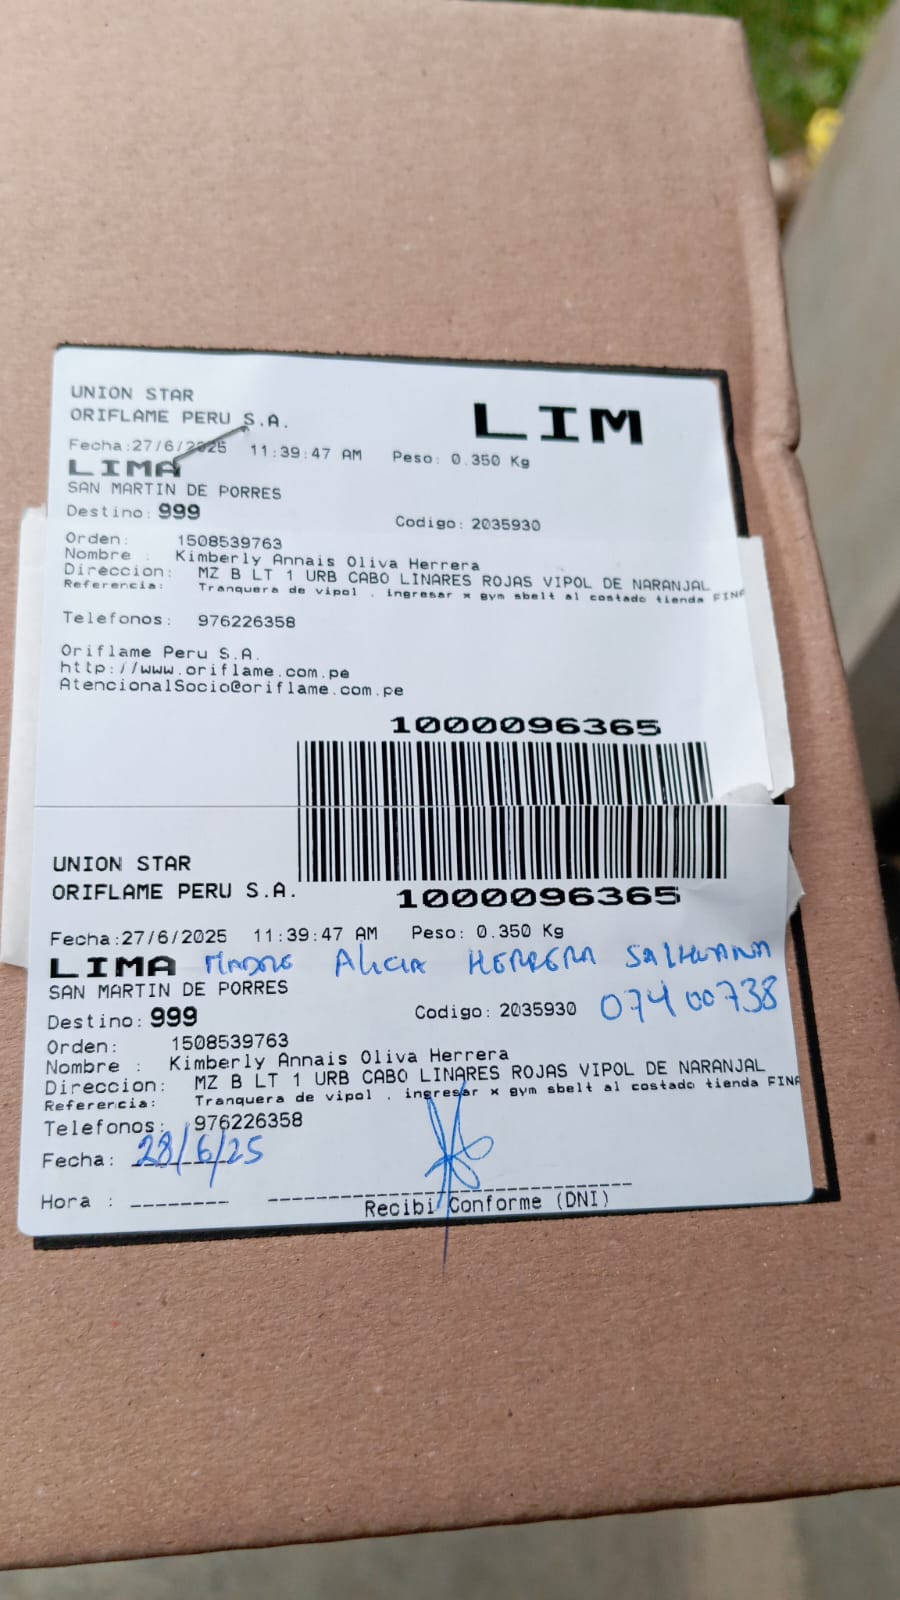 UNION STAR
ORIFLAME PERU S.A.
LIM
Fecha:27/6/2025 11:39:47 AM Peso: 0.350 Kg
LIMA
SAN MARTIN DE PORRES
Destino: 999 Codigo: 2035930
Orden: 1508539763
Nombre : Kimberly Annais Oliva Herrera
Direccion: MZ B LT 1 URB CABO LINARES ROJAS VIPOL DE NARANJAL
Referencia: Tranquera de vipol . ingresar x gym sbelt al costado tienda FINA
Telefonos: 976226358
Oriflame Peru S.A.
http://www.oriflame.com.pe
AtencionalSocio@oriflame.com.pe
1000096365
UNION STAR
ORIFLAME PERU S.A.
1000096365
Fecha:27/6/2025 11:39:47 AM Peso: 0.350 Kg
LIMA MADRE Alicia HERRERA
SAN MARTIN DE PORRES
Destino: 999 Codigo: 2035930 07400738
Orden: 1508539763
Nombre : Kimberly Annais Oliva Herrera
Direccion: MZ B LT 1 URB CABO LINARES ROJAS VIPOL DE NARANJAL
Referencia: Tranquera de vipol . ingresar x gym sbelt al costado tienda FINA
Telefonos: 976226358
Fecha: 28/6/25
Hora :
Recibi Conforme (DNI)